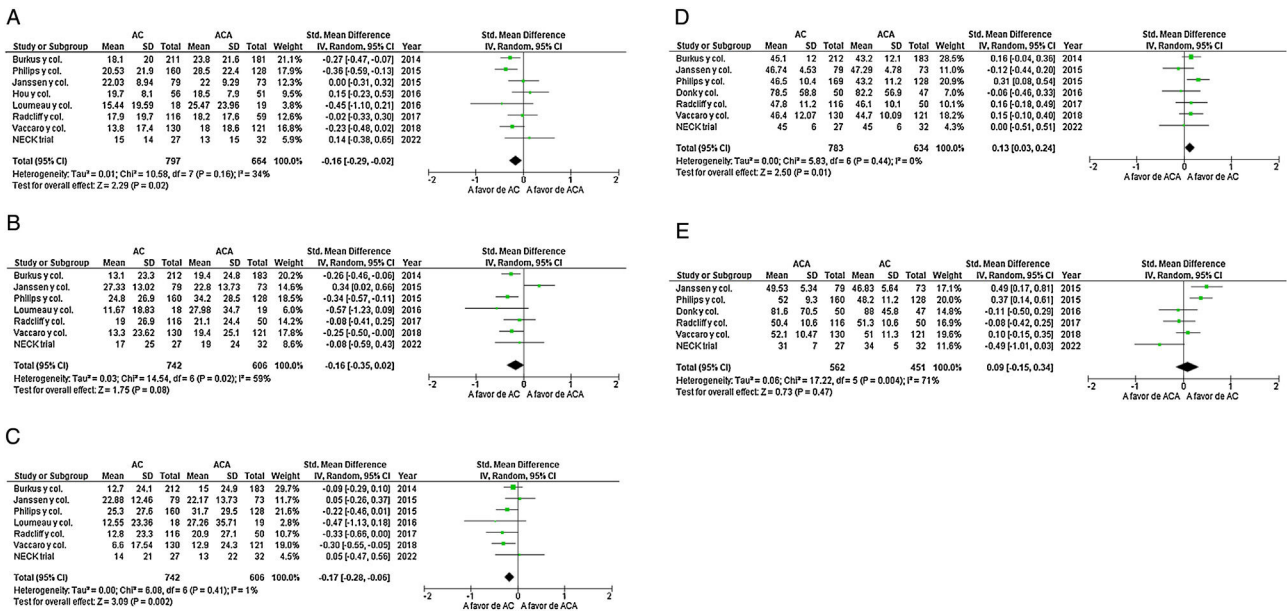 A
AC ACA Std. Mean Difference Std. Mean Difference
Study or Subgroup Mean SD Total Mean SD Total Weight IV, Random, 95% CI Year IV, Random, 95% CI
Burkus y col. 18.1 20 211 23.8 21.6 181 21.1% -0.27 [-0.47, -0.07] 2014
Philips y col. 20.53 21.9 160 28.5 22.4 128 17.1% -0.36 [-0.59, -0.13] 2015
Janssen y col. 22.03 8.94 79 22 9.29 73 12.1% 0.00 [-0.31, 0.32] 2015
Hou y col. 19.7 8.1 56 18.5 7.9 51 9.1% 0.15 [-0.23, 0.53] 2016
Loumeau y col. 15.44 19.59 18 25.47 23.96 19 3.9% -0.45 [-1.10, 0.21] 2016
Radcliff y col. 17.9 19.7 116 18.2 17.6 59 12.0% -0.02 [-0.33, 0.30] 2017
Vaccaro y col. 13.8 17.4 130 18 18.6 121 17.1% -0.23 [-0.48, 0.02] 2018
NECK trial 15 14 27 13 15 32 5.8% 0.14 [-0.38, 0.65] 2022
Total (95% CI) 797 664 100.0% -0.16 [-0.29, -0.02]
Heterogeneity: Tau² = 0.01; Chi² = 10.58, df = 7 (P = 0.16); I² = 34%
Test for overall effect: Z = 2.29 (P = 0.02)
-2 -1 0 1 2
A favor de AC A favor de ACA
B
AC ACA Std. Mean Difference Std. Mean Difference
Study or Subgroup Mean SD Total Mean SD Total Weight IV, Random, 95% CI Year IV, Random, 95% CI
Burkus y col. 13.1 23.3 212 19.4 24.8 183 20.2% -0.26 [-0.46, -0.06] 2014
Janssen y col. 27.33 13.02 79 22.8 13.73 73 14.6% 0.34 [0.02, 0.66] 2015
Philips y col. 24.8 26.9 160 34.2 28.5 128 18.5% -0.34 [-0.57, -0.11] 2015
Loumeau y col. 11.67 18.83 18 27.98 34.7 19 5.7% -0.57 [-1.23, 0.09] 2016
Radcliff y col. 19 26.9 116 21.1 24.4 50 14.0% -0.08 [-0.41, 0.25] 2017
Vaccaro y col. 13.3 23.62 130 19.4 25.1 121 17.8% -0.25 [-0.50, -0.00] 2018
NECK trial 17 25 27 19 24 32 8.6% -0.08 [-0.59, 0.43] 2022
Total (95% CI) 742 606 100.0% -0.16 [-0.35, 0.02]
Heterogeneity: Tau² = 0.03; Chi² = 14.54, df = 6 (P = 0.02); I² = 59%
Test for overall effect: Z = 1.75 (P = 0.08)
-2 -1 0 1 2
A favor de AC A favor de ACA
C
AC ACA Std. Mean Difference Std. Mean Difference
Study or Subgroup Mean SD Total Mean SD Total Weight IV, Random, 95% CI Year IV, Random, 95% CI
Burkus y col. 12.7 24.1 212 15 24.9 183 29.7% -0.09 [-0.29, 0.10] 2014
Janssen y col. 22.88 12.46 79 22.17 13.73 73 11.7% 0.05 [-0.26, 0.37] 2015
Philips y col. 25.3 27.6 160 31.7 29.5 128 21.5% -0.22 [-0.46, 0.01] 2015
Loumeau y col. 12.55 23.36 18 27.26 35.71 19 2.8% -0.47 [-1.13, 0.18] 2016
Radcliff y col. 12.8 23.3 116 20.9 27.1 50 10.7% -0.33 [-0.66, 0.00] 2017
Vaccaro y col. 6.6 17.54 130 12.9 24.3 121 19.0% -0.30 [-0.55, -0.05] 2018
NECK trial 14 21 27 13 22 32 4.5% 0.05 [-0.47, 0.56] 2022
Total (95% CI) 742 606 100.0% -0.17 [-0.28, -0.06]
Heterogeneity: Tau² = 0.00; Chi² = 6.08, df = 6 (P = 0.41); I² = 1%
Test for overall effect: Z = 3.09 (P = 0.002)
-2 -1 0 1 2
A favor de AC A favor de ACA
D
AC ACA Std. Mean Difference Std. Mean Difference
Study or Subgroup Mean SD Total Mean SD Total Weight IV, Random, 95% CI Year IV, Random, 95% CI
Burkus y col. 45.1 12 212 43.2 12.1 183 28.5% 0.16 [-0.04, 0.36] 2014
Janssen y col. 46.74 4.53 79 47.29 4.78 73 11.0% -0.12 [-0.44, 0.20] 2015
Philips y col. 46.5 10.4 169 43.2 11.2 128 21.0% 0.31 [0.08, 0.54] 2015
Donk y col. 78.5 58.8 50 82.2 56.9 47 7.0% -0.06 [-0.46, 0.33] 2016
Radcliff y col. 47.8 11.2 116 46.1 10.1 50 10.1% 0.16 [-0.18, 0.49] 2017
Vaccaro y col. 46.4 12.07 130 44.7 10.09 121 18.2% 0.15 [-0.10, 0.40] 2018
NECK trial 45 6 27 45 6 32 4.3% 0.00 [-0.51, 0.51] 2022
Total (95% CI) 783 634 100.0% 0.13 [0.03, 0.24]
Heterogeneity: Tau² = 0.00; Chi² = 5.83, df = 6 (P = 0.44); I² = 0%
Test for overall effect: Z = 2.50 (P = 0.01)
-2 -1 0 1 2
A favor de ACA A favor de AC
E
ACA AC Std. Mean Difference Std. Mean Difference
Study or Subgroup Mean SD Total Mean SD Total Weight IV, Random, 95% CI Year IV, Random, 95% CI
Janssen y col. 49.53 5.34 79 46.83 5.64 73 17.1% 0.49 [0.17, 0.81] 2015
Philips y col. 52 9.3 160 48.2 11.2 128 20.0% 0.37 [0.14, 0.61] 2015
Donk y col. 81.6 70.5 50 88 45.8 47 14.9% -0.11 [-0.50, 0.29] 2016
Radcliff y col. 50.4 10.6 116 51.3 10.6 50 16.9% -0.08 [-0.42, 0.25] 2017
Vaccaro y col. 52.1 10.47 130 51 11.3 121 19.6% 0.10 [-0.15, 0.35] 2018
NECK trial 31 7 27 34 5 32 11.6% -0.49 [-1.01, 0.03] 2022
Total (95% CI) 562 451 100.0% 0.09 [-0.15, 0.34]
Heterogeneity: Tau² = 0.06; Chi² = 17.22, df = 5 (P = 0.004); I² = 71%
Test for overall effect: Z = 0.73 (P = 0.47)
-2 -1 0 1 2
A favor de ACA A favor de AC